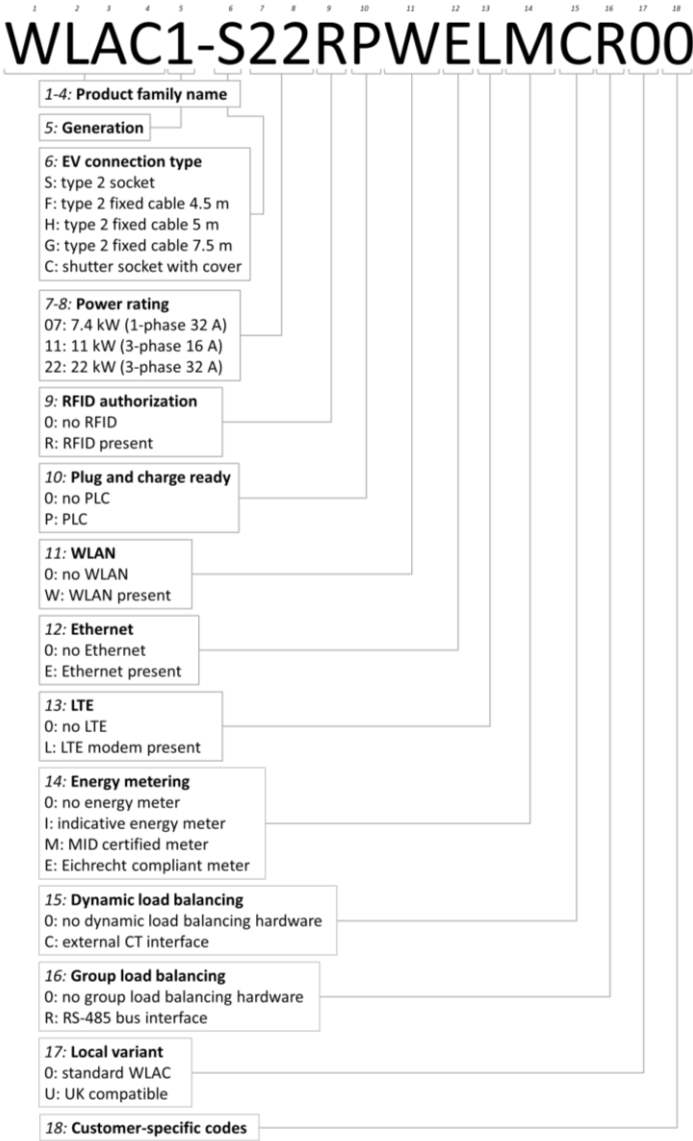 1 2 3 4 5 6 7 8 9 10 11 12 13 14 15 16 17 18
WLAC1-S22RPWELMCR00
1-4: Product family name
5: Generation
6: EV connection type
S: type 2 socket
F: type 2 fixed cable 4.5 m
H: type 2 fixed cable 5 m
G: type 2 fixed cable 7.5 m
C: shutter socket with cover
7-8: Power rating
07: 7.4 kW (1-phase 32 A)
11: 11 kW (3-phase 16 A)
22: 22 kW (3-phase 32 A)
9: RFID authorization
0: no RFID
R: RFID present
10: Plug and charge ready
0: no PLC
P: PLC
11: WLAN
0: no WLAN
W: WLAN present
12: Ethernet
0: no Ethernet
E: Ethernet present
13: LTE
0: no LTE
L: LTE modem present
14: Energy metering
0: no energy meter
I: indicative energy meter
M: MID certified meter
E: Eichrecht compliant meter
15: Dynamic load balancing
0: no dynamic load balancing hardware
C: external CT interface
16: Group load balancing
0: no group load balancing hardware
R: RS-485 bus interface
17: Local variant
0: standard WLAC
U: UK compatible
18: Customer-specific codes